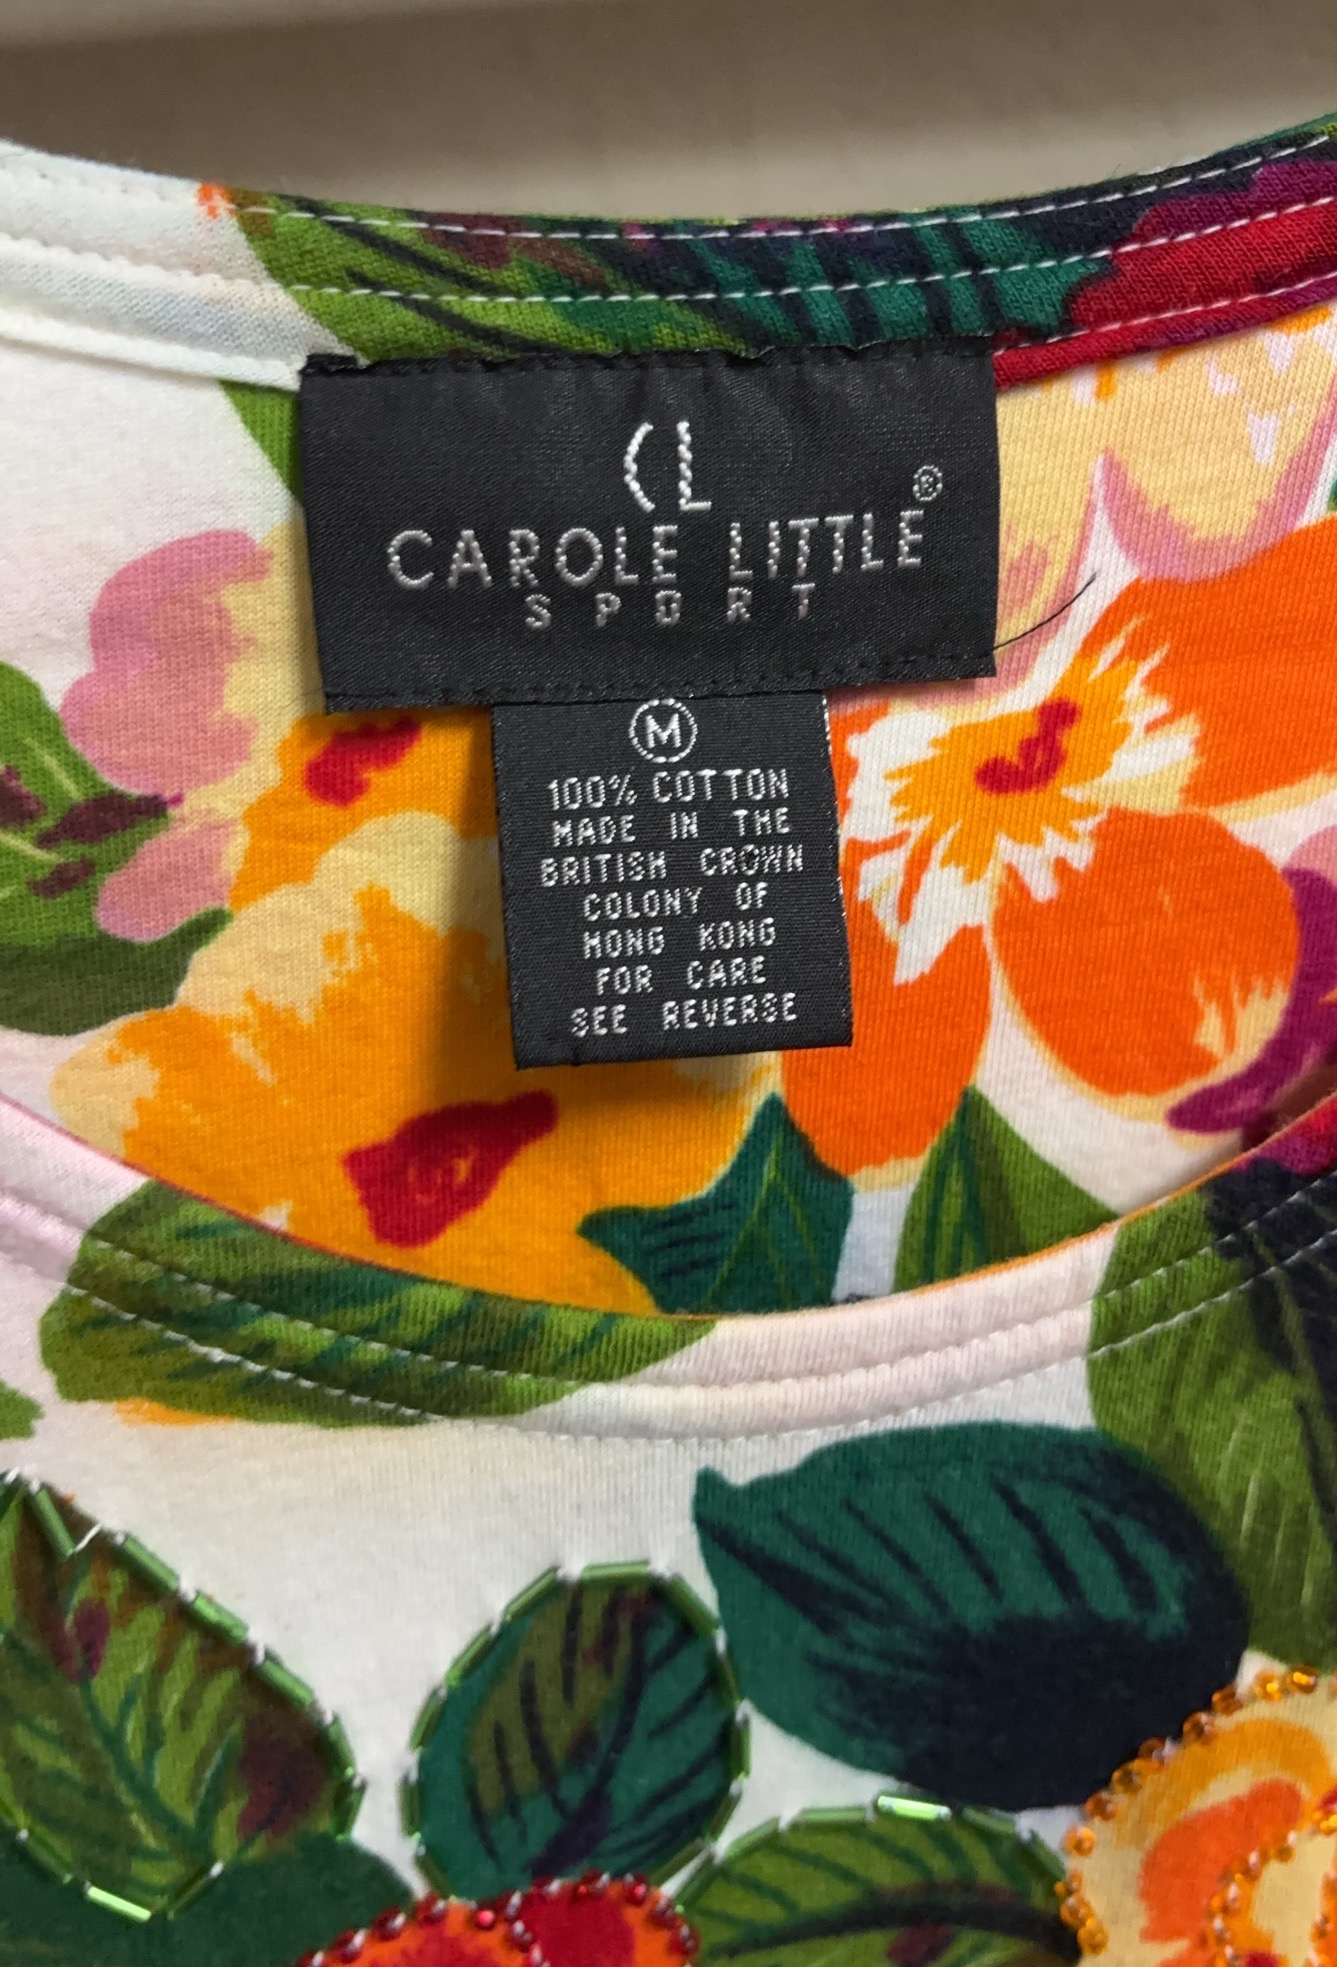 CL
CAROLE LITTLE®
SPORT
M
100% COTTON
MADE IN THE
BRITISH CROWN
COLONY OF
HONG KONG
FOR CARE
SEE REVERSE